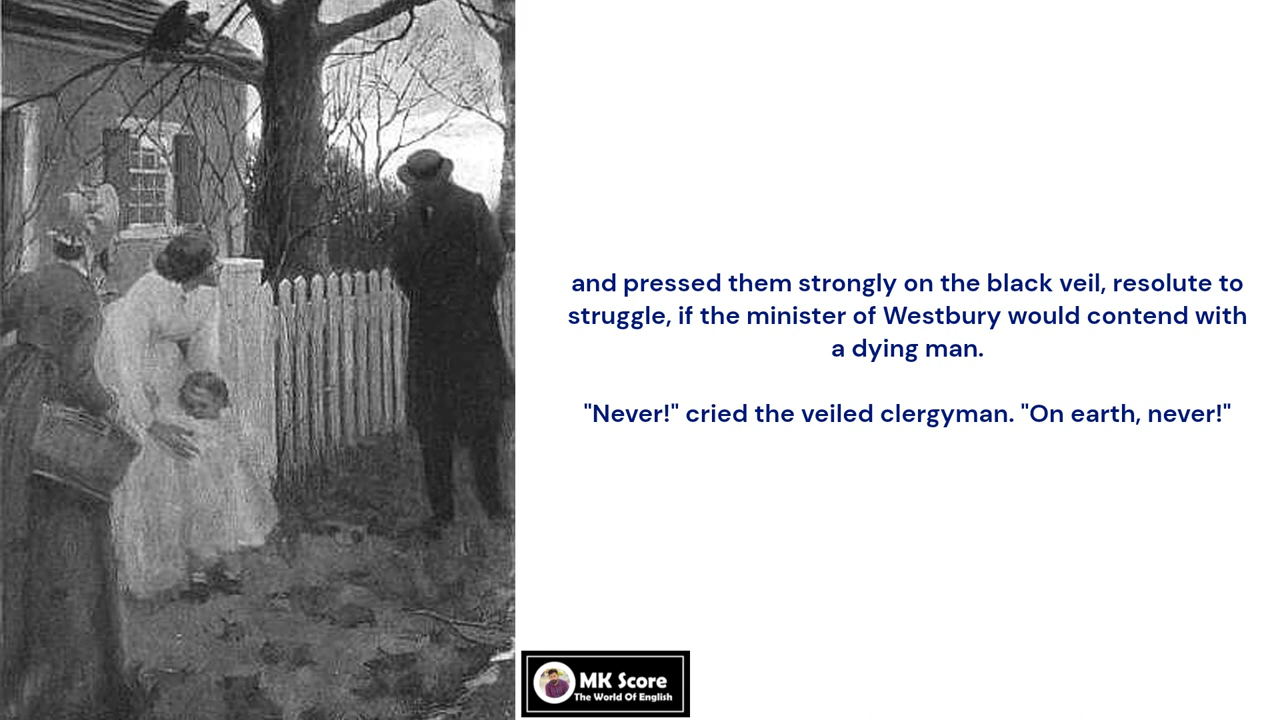 and pressed them strongly on the black veil, resolute to
struggle, if the minister of Westbury would contend with
a dying man.
"Never!" cried the veiled clergyman. "On earth, never!"
MK Score
The World Of English